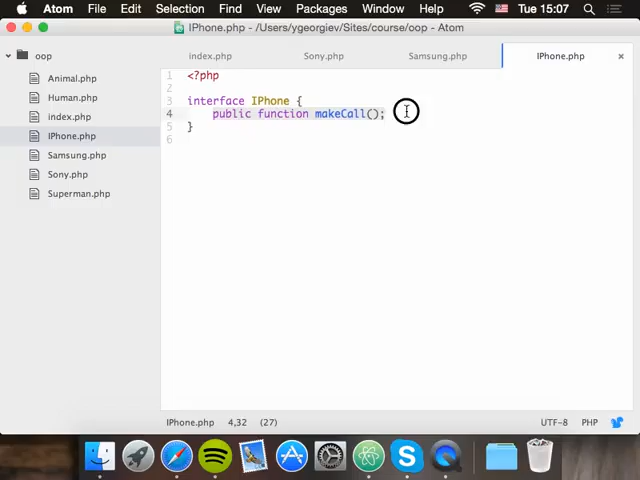 Atom File Edit Selection Find View Packages Window Help Tue 15:07
IPhone.php - /Users/ygeorgiev/Sites/course/oop - Atom
oop
index.php Sony.php Samsung.php IPhone.php
Animal.php
Human.php
index.php
IPhone.php
Samsung.php
Sony.php
Superman.php
1 <?php
2
3 interface IPhone {
4 public function makeCall();
5 }
6
IPhone.php 4,32 (27) UTF-8 PHP